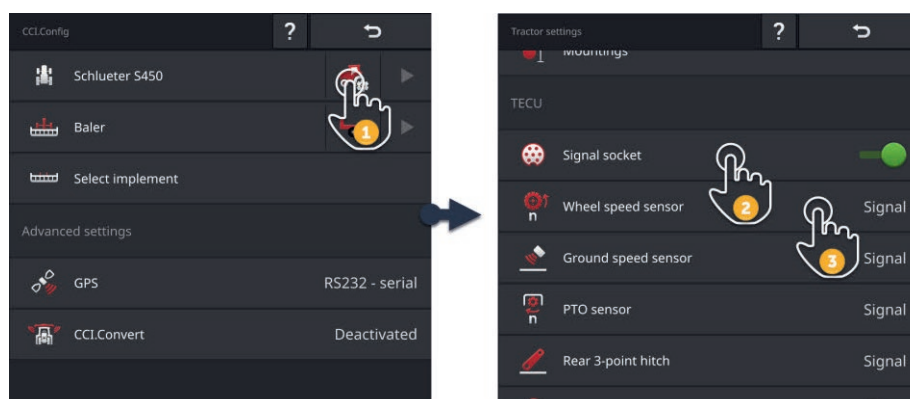 CCI.Config ?
Schlueter S450
1
Baler
Select implement
Advanced settings
GPS RS232 - serial
CCI.Convert Deactivated
Tractor settings ?
Mountings
TECU
Signal socket
2
Wheel speed sensor Signal
n
3
Ground speed sensor Signal
PTO sensor Signal
n
Rear 3-point hitch Signal